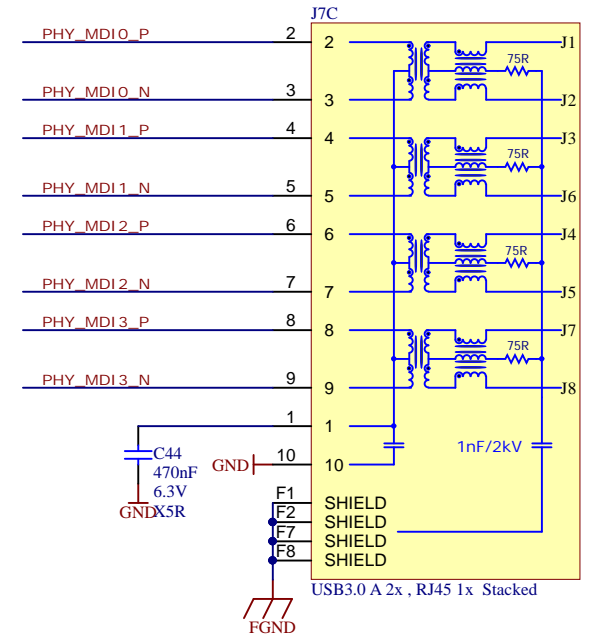 J7C
PHY_MDI0_P 2 2 J1
75R
PHY_MDI0_N 3 3 J2
PHY_MDI1_P 4 4 J3
75R
PHY_MDI1_N 5 5 J6
PHY_MDI2_P 6 6 J4
75R
PHY_MDI2_N 7 7 J5
PHY_MDI3_P 8 8 J7
75R
PHY_MDI3_N 9 9 J8
1 1
1nF/2kV
C44
470nF
6.3V
X5R
GND
GND 10 10
F1 SHIELD
F2 SHIELD
F7 SHIELD
F8 SHIELD
USB3.0 A 2x , RJ45 1x Stacked
FGND